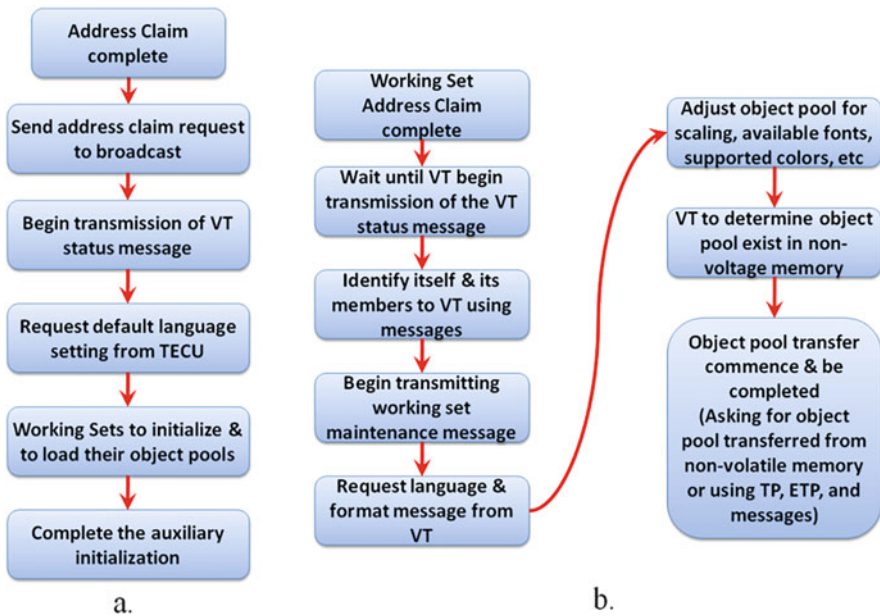 Address Claim
complete
Send address claim request
to broadcast
Begin transmission of VT
status message
Request default language
setting from TECU
Working Sets to initialize &
to load their object pools
Complete the auxiliary
initialization
a.
Working Set
Address Claim
complete
Wait until VT begin
transmission of the VT
status message
Identify itself & its
members to VT using
messages
Begin transmitting
working set
maintenance message
Request language &
format message from
VT
Adjust object pool for
scaling, available fonts,
supported colors, etc
VT to determine object
pool exist in non-
voltage memory
Object pool transfer
commence & be
completed
(Asking for object
pool transferred from
non-volatile memory
or using TP, ETP, and
messages)
b.